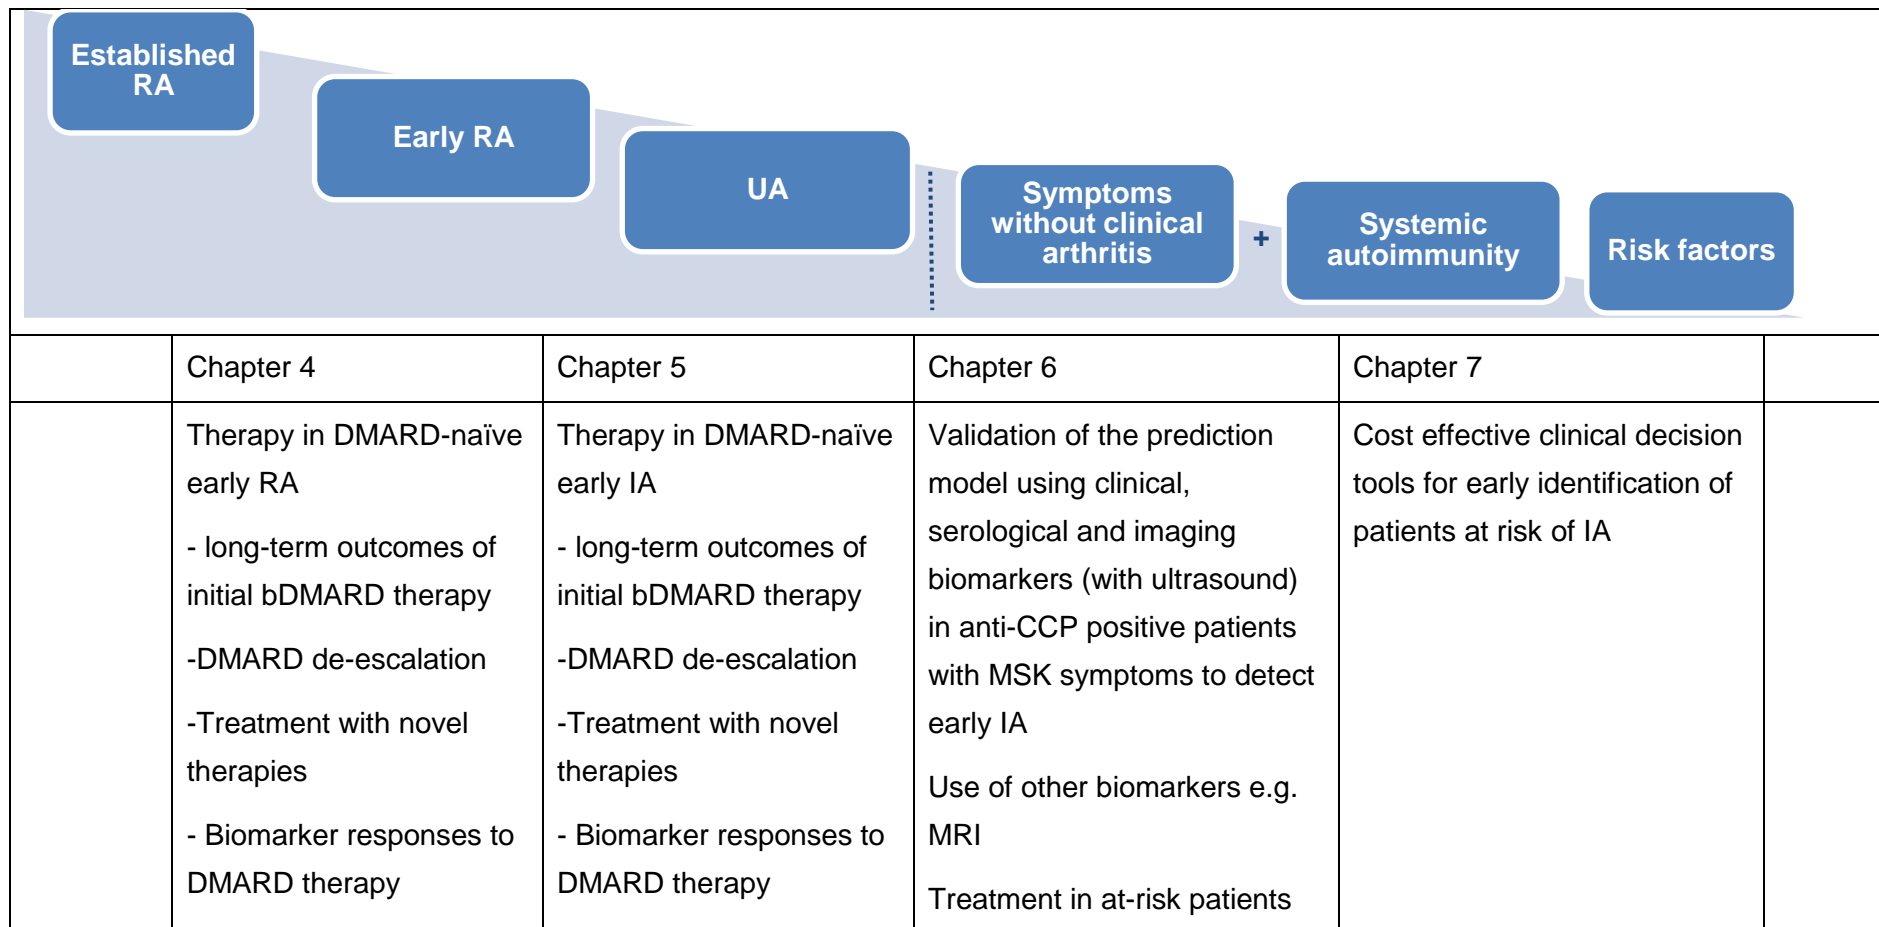 Established
RA
Early RA
UA
Symptoms
without clinical
arthritis
+
Systemic
autoimmunity
Risk factors
Chapter 4
Chapter 5
Chapter 6
Chapter 7
Therapy in DMARD-naïve
early RA
- long-term outcomes of
initial bDMARD therapy
-DMARD de-escalation
-Treatment with novel
therapies
- Biomarker responses to
DMARD therapy
Therapy in DMARD-naïve
early IA
- long-term outcomes of
initial bDMARD therapy
-DMARD de-escalation
-Treatment with novel
therapies
- Biomarker responses to
DMARD therapy
Validation of the prediction
model using clinical,
serological and imaging
biomarkers (with ultrasound)
in anti-CCP positive patients
with MSK symptoms to detect
early IA
Use of other biomarkers e.g.
MRI
Treatment in at-risk patients
Cost effective clinical decision
tools for early identification of
patients at risk of IA